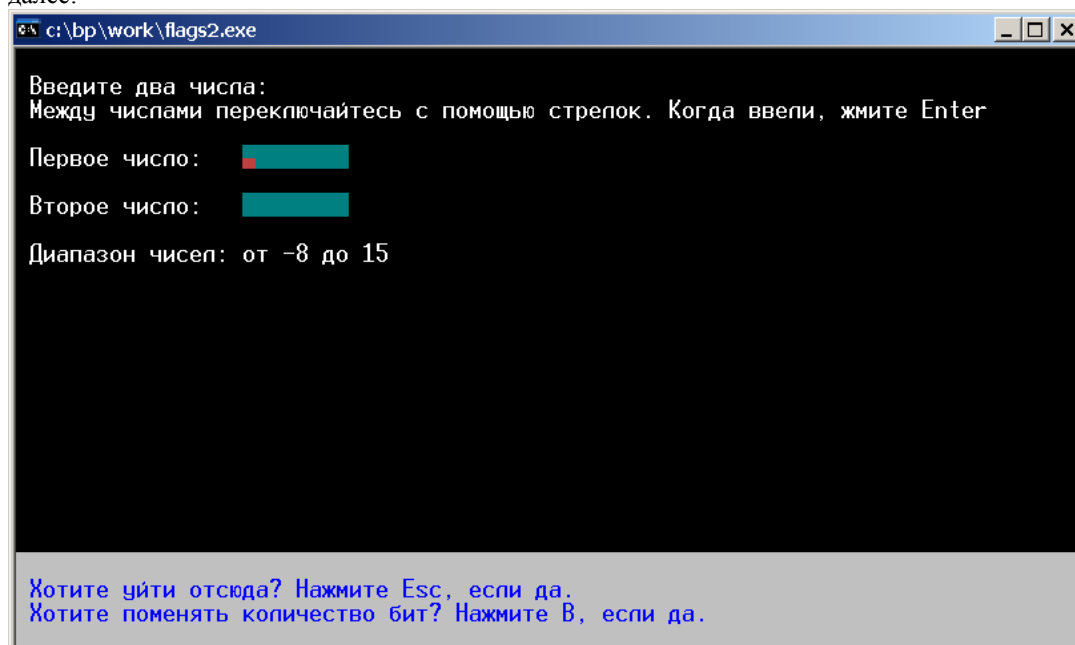 далее.
c:\bp\work\flags2.exe
Введите два числа:
Между числами переключайтесь с помощью стрелок. Когда ввели, жмите Enter
Первое число:
Второе число:
Диапазон чисел: от -8 до 15
Хотите уйти отсюда? Нажмите Esc, если да.
Хотите поменять количество бит? Нажмите B, если да.